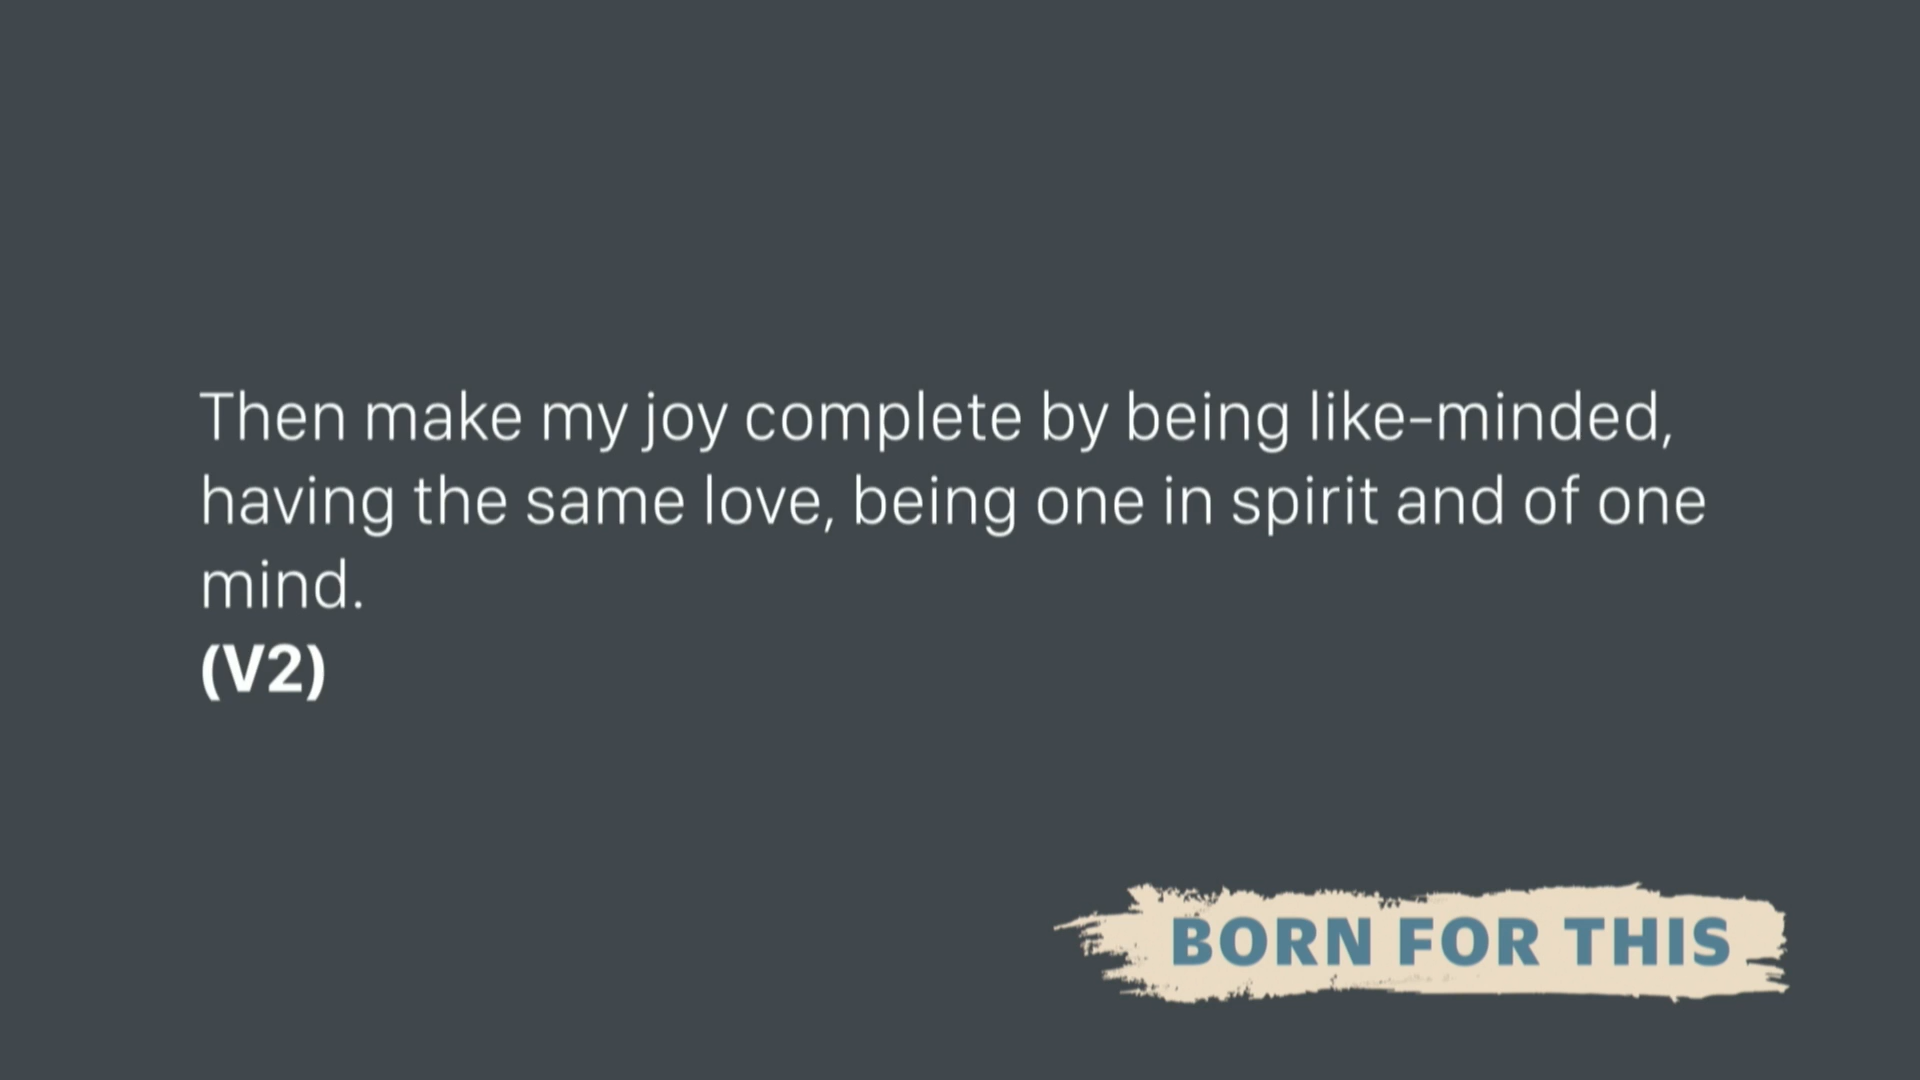 Then make my joy complete by being like-minded,
having the same love, being one in spirit and of one
mind.
(V2)
BORN FOR THIS